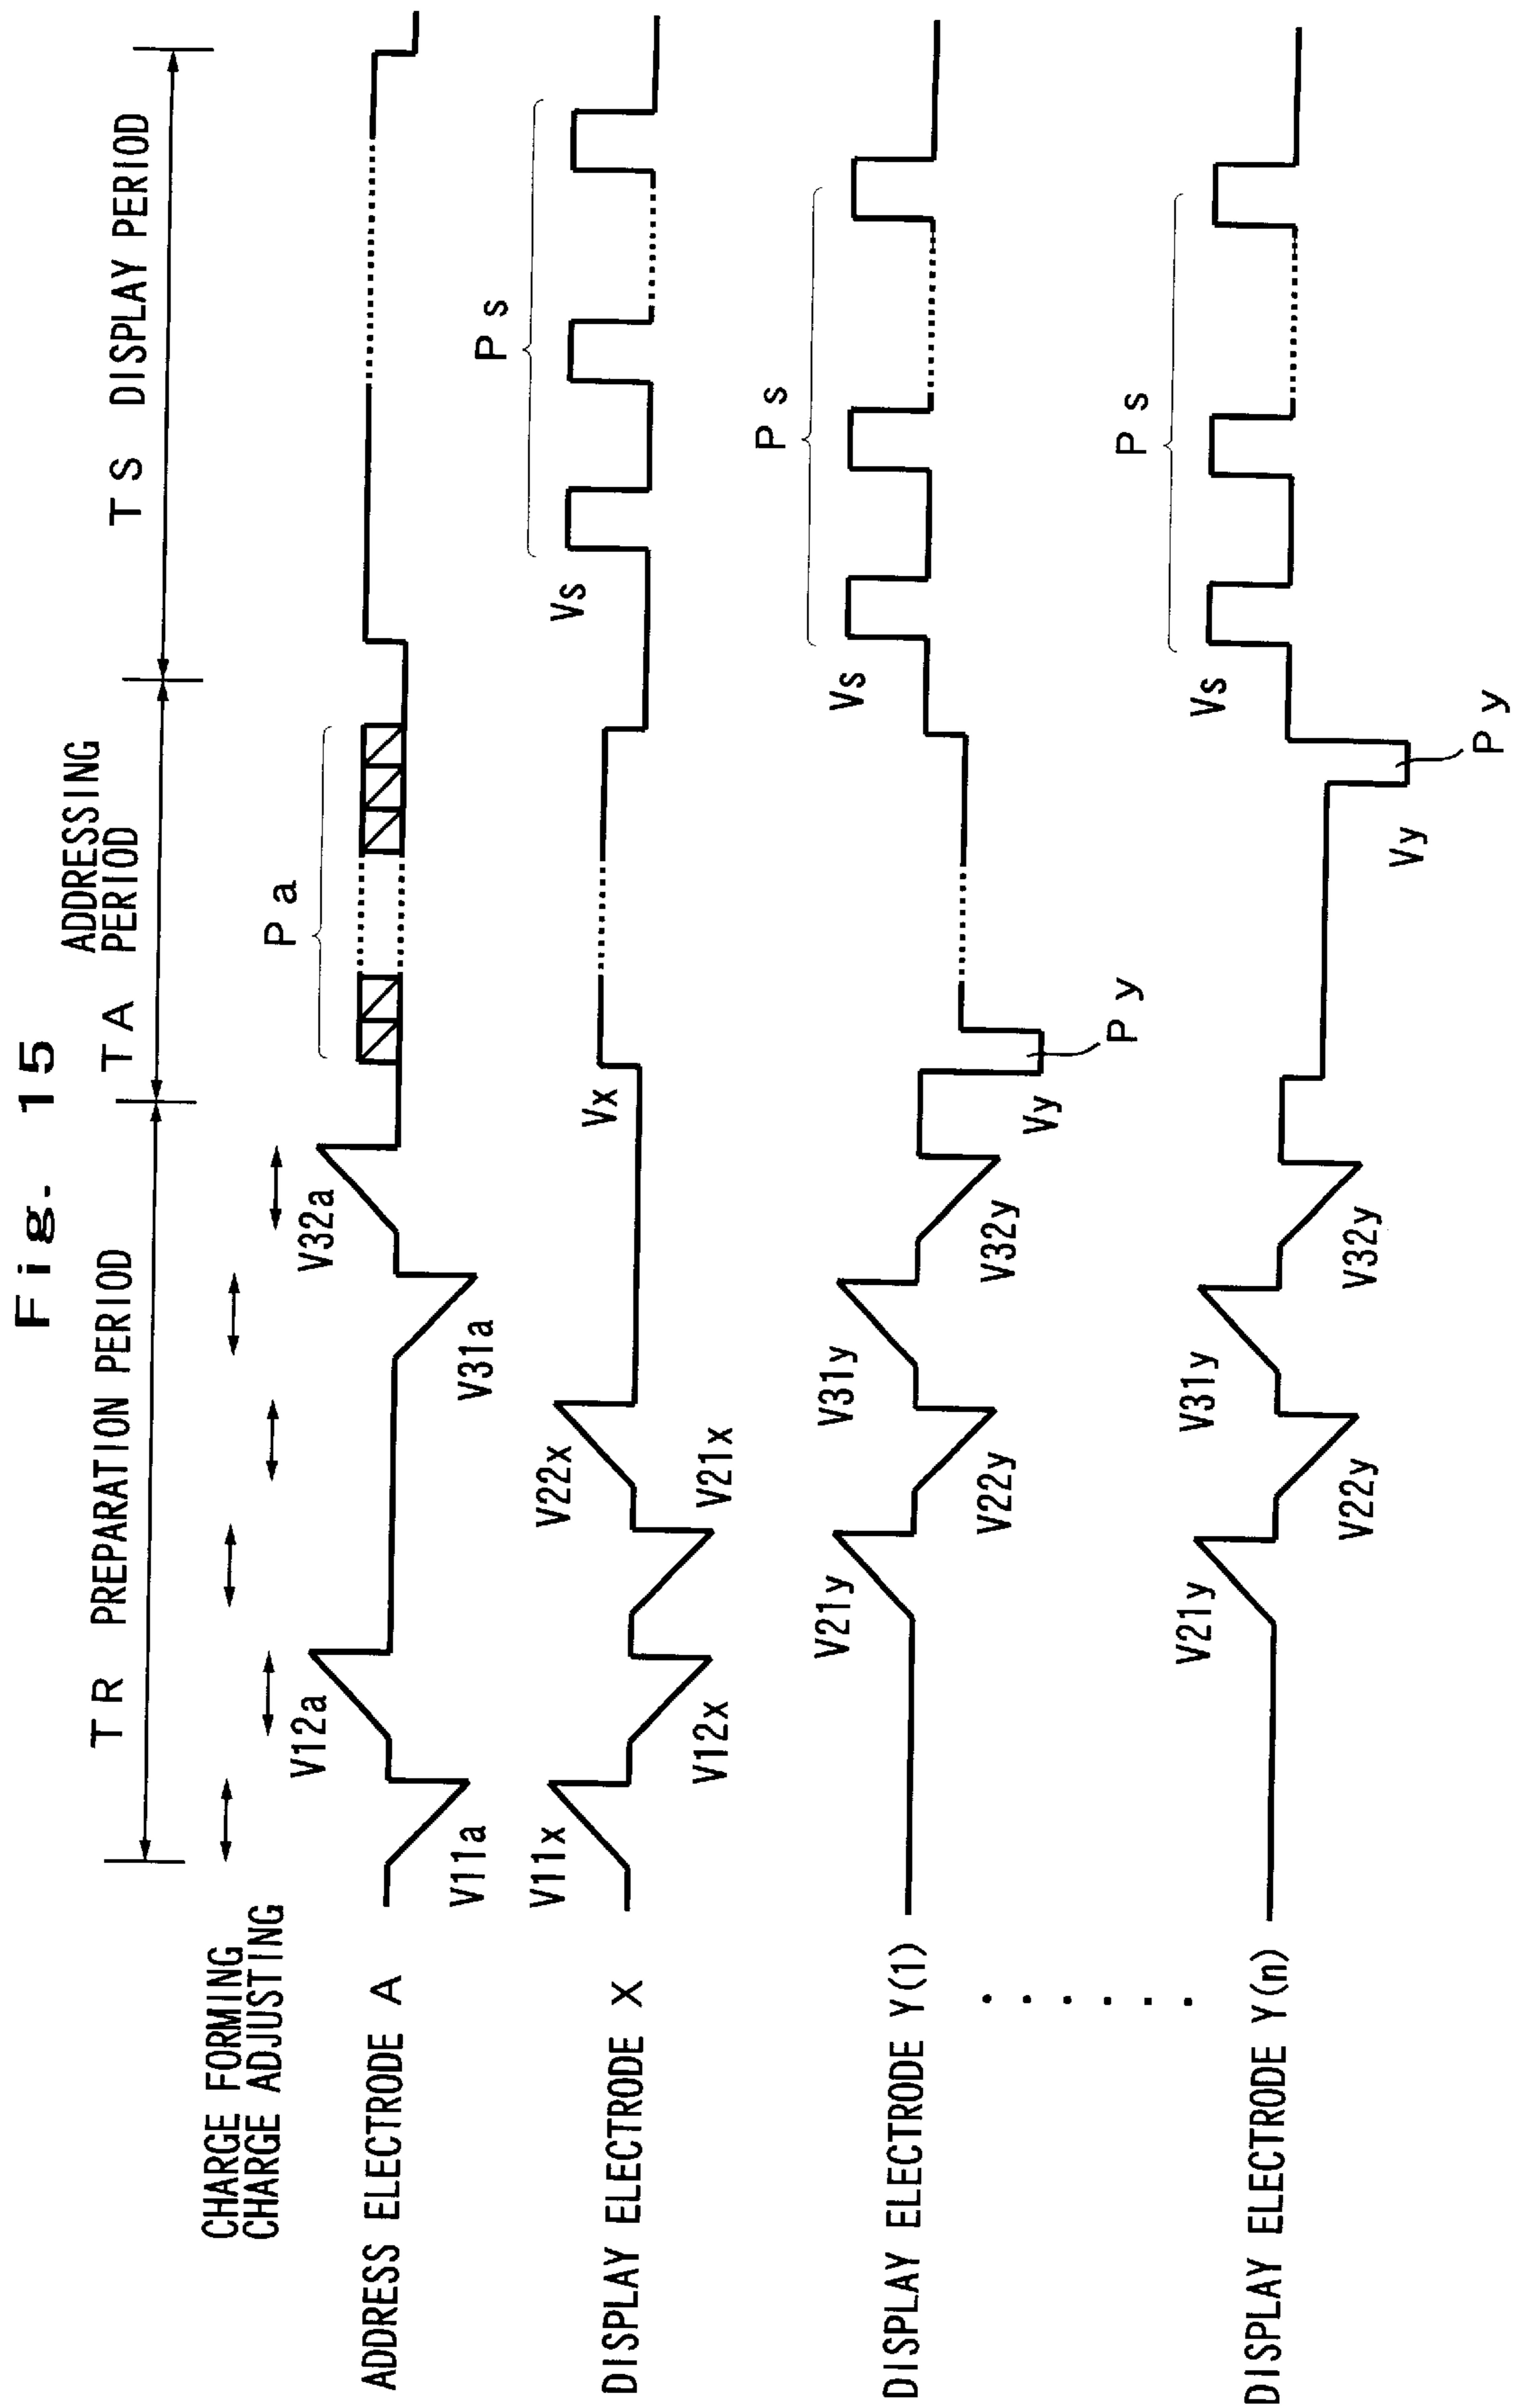 Fig. 15
TR PREPARATION PERIOD
TA ADDRESSING PERIOD
TS DISPLAY PERIOD
CHARGE FORMING
CHARGE ADJUSTING
ADDRESS ELECTRODE A
V11a
V12a
V31a
V32a
Pa
DISPLAY ELECTRODE X
V11x
V12x
V22x
V21x
Vx
Vs
Ps
DISPLAY ELECTRODE Y(1)
V21y
V22y
V31y
V32y
Vy
Py
Vs
Ps
......
DISPLAY ELECTRODE Y(n)
V21y
V22y
V31y
V32y
Vy
Py
Vs
Ps